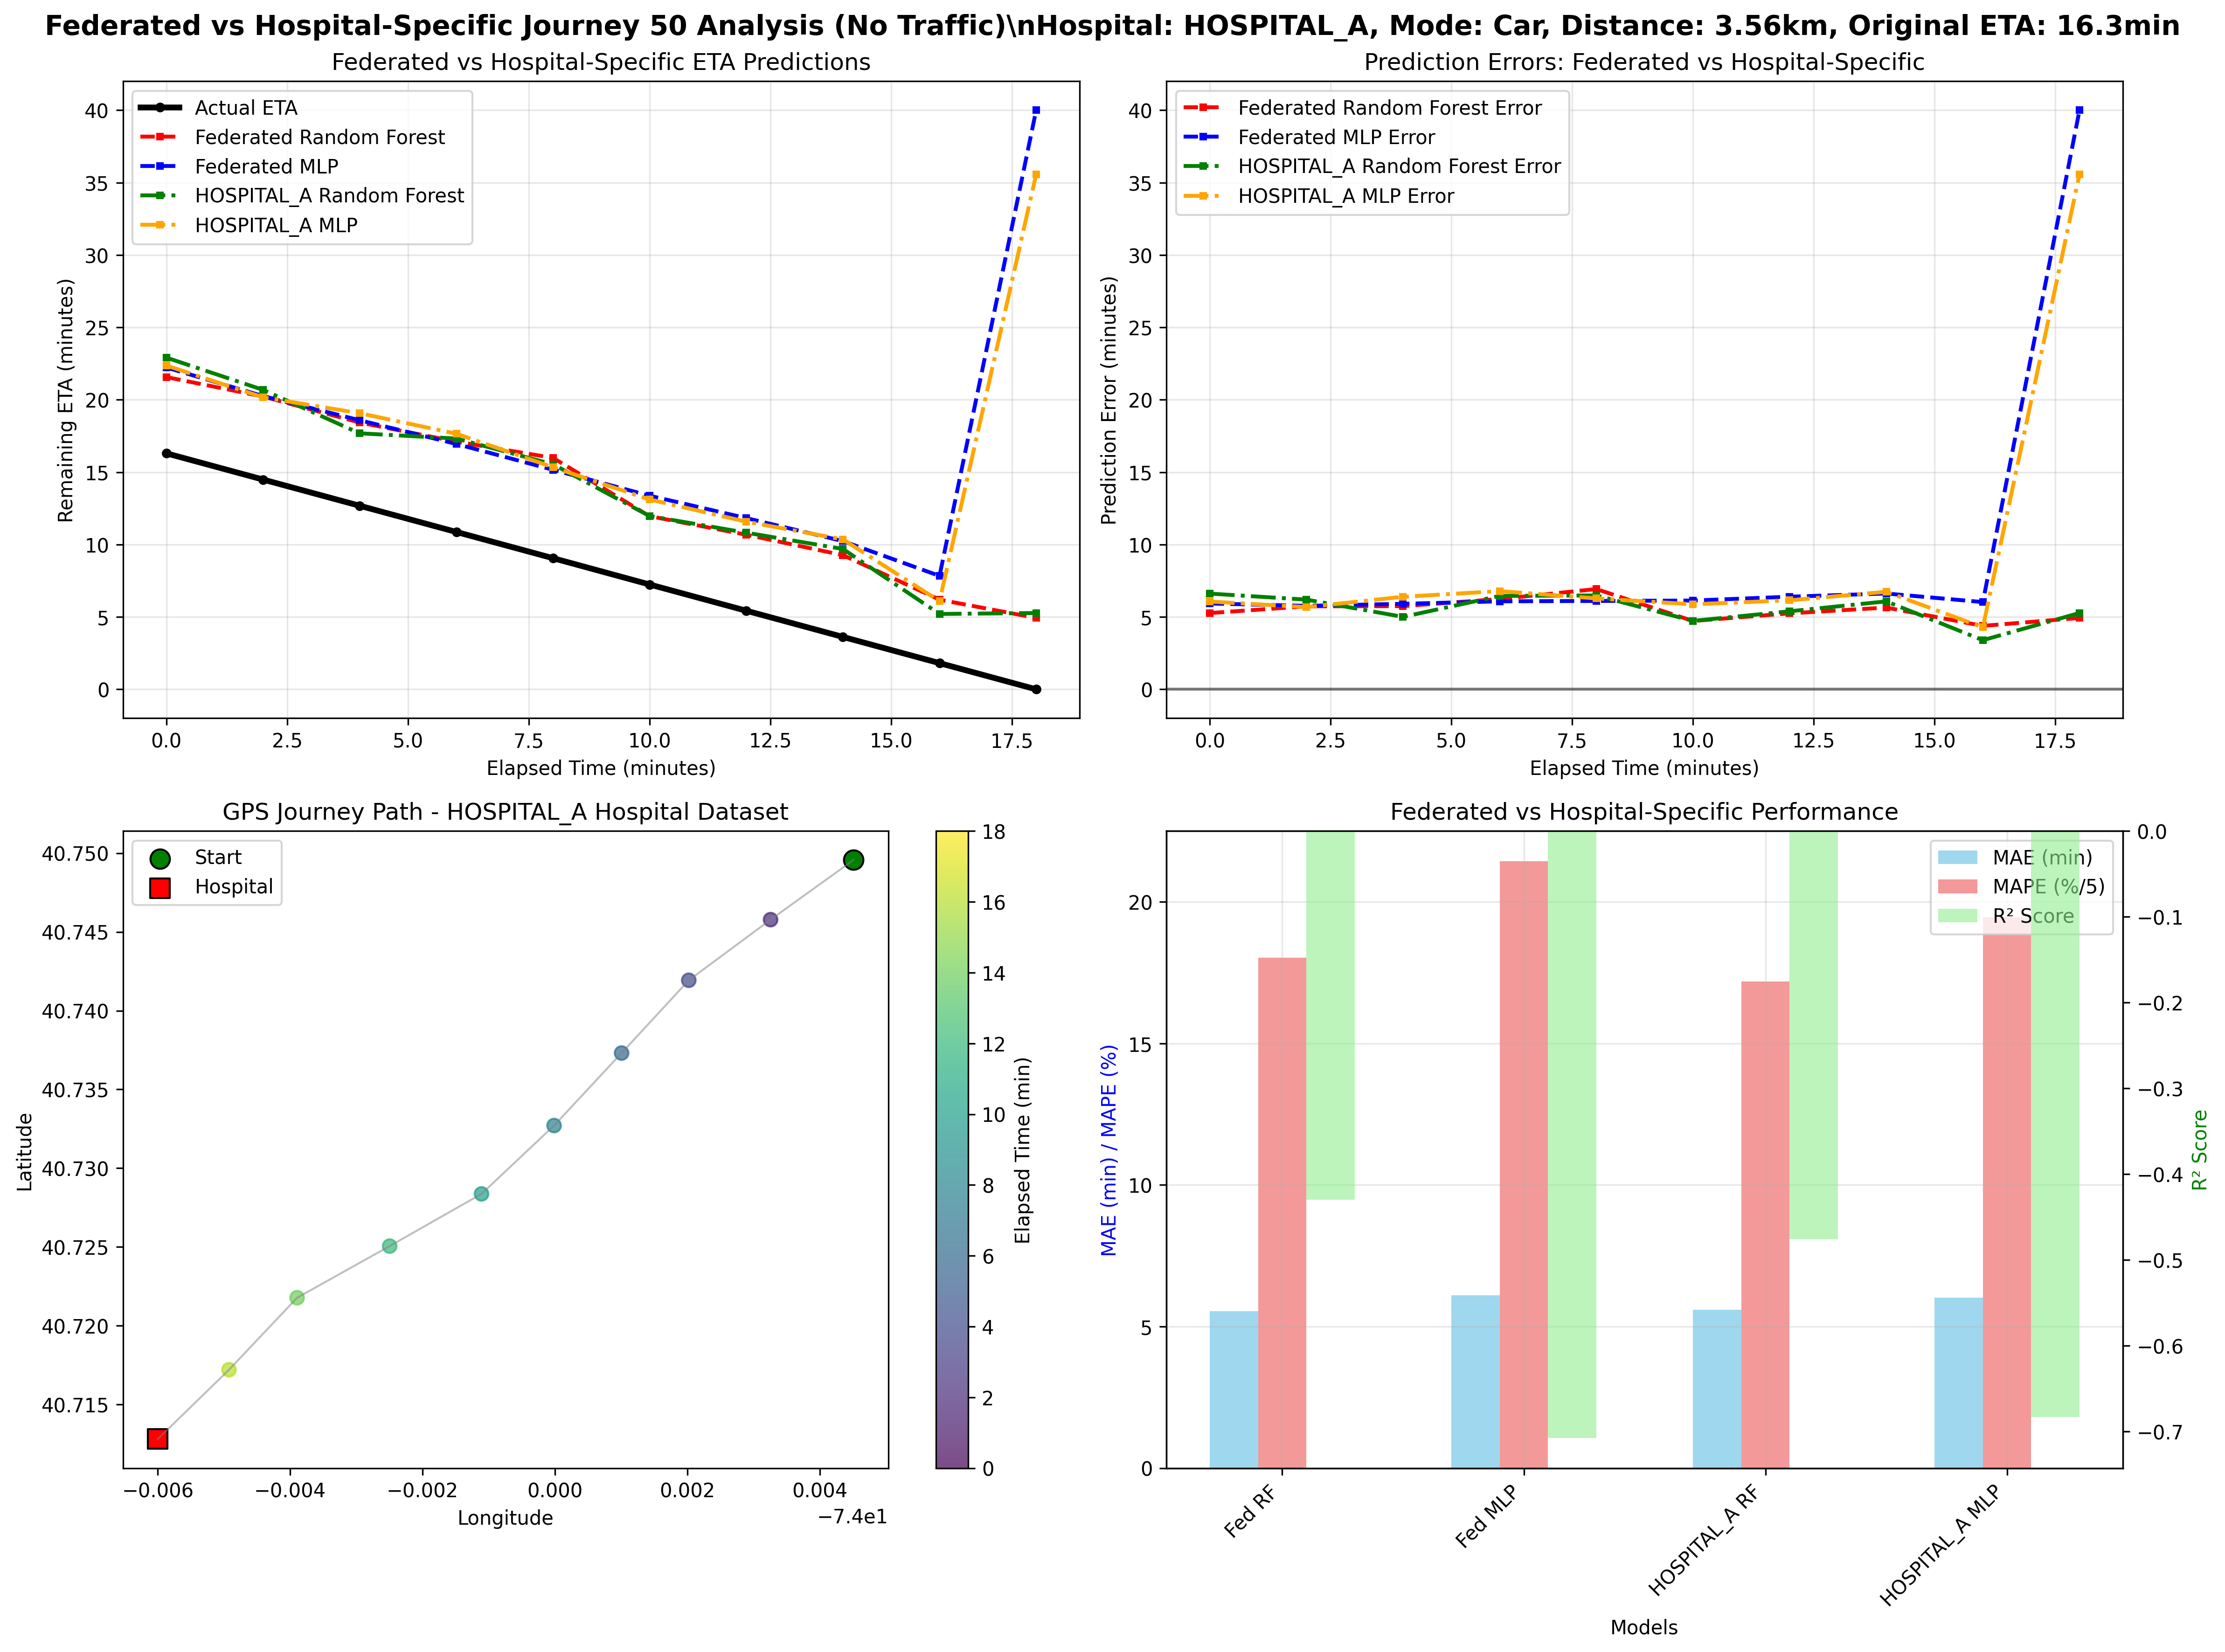 Federated vs Hospital-Specific Journey 50 Analysis (No Traffic)\nHospital: HOSPITAL_A, Mode: Car, Distance: 3.56km, Original ETA: 16.3min
Federated vs Hospital-Specific ETA Predictions
Actual ETA
Federated Random Forest
Federated MLP
HOSPITAL_A Random Forest
HOSPITAL_A MLP
Remaining ETA (minutes)
40
35
30
25
20
15
10
5
0
0.0 2.5 5.0 7.5 10.0 12.5 15.0 17.5
Elapsed Time (minutes)
Prediction Errors: Federated vs Hospital-Specific
Federated Random Forest Error
Federated MLP Error
HOSPITAL_A Random Forest Error
HOSPITAL_A MLP Error
Prediction Error (minutes)
40
35
30
25
20
15
10
5
0
0.0 2.5 5.0 7.5 10.0 12.5 15.0 17.5
Elapsed Time (minutes)
GPS Journey Path - HOSPITAL_A Hospital Dataset
Start
Hospital
Latitude
40.750
40.745
40.740
40.735
40.730
40.725
40.720
40.715
−0.006 −0.004 −0.002 0.000 0.002 0.004
−7.4e1
Longitude
18
16
14
12
10
8
6
4
2
0
Elapsed Time (min)
Federated vs Hospital-Specific Performance
MAE (min)
MAPE (%/5)
R² Score
MAE (min) / MAPE (%)
20
15
10
5
0
0.0
−0.1
−0.2
−0.3
−0.4
−0.5
−0.6
−0.7
R² Score
Fed RF
Fed MLP
HOSPITAL_A RF
HOSPITAL_A MLP
Models